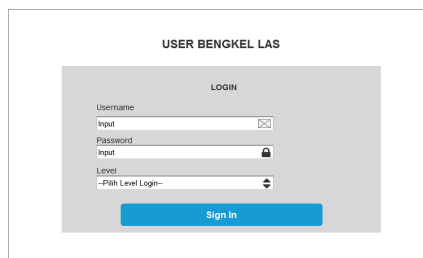 USER BENGKEL LAS
LOGIN
Username
Input
Password
Input
Level
--Pilih Level Login--
Sign In